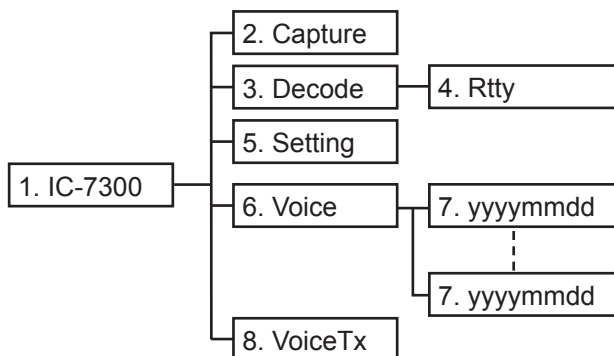 2. Capture
3. Decode
4. Rtty
5. Setting
1. IC-7300
6. Voice
7. yyyymmdd
7. yyyymmdd
8. VoiceTx